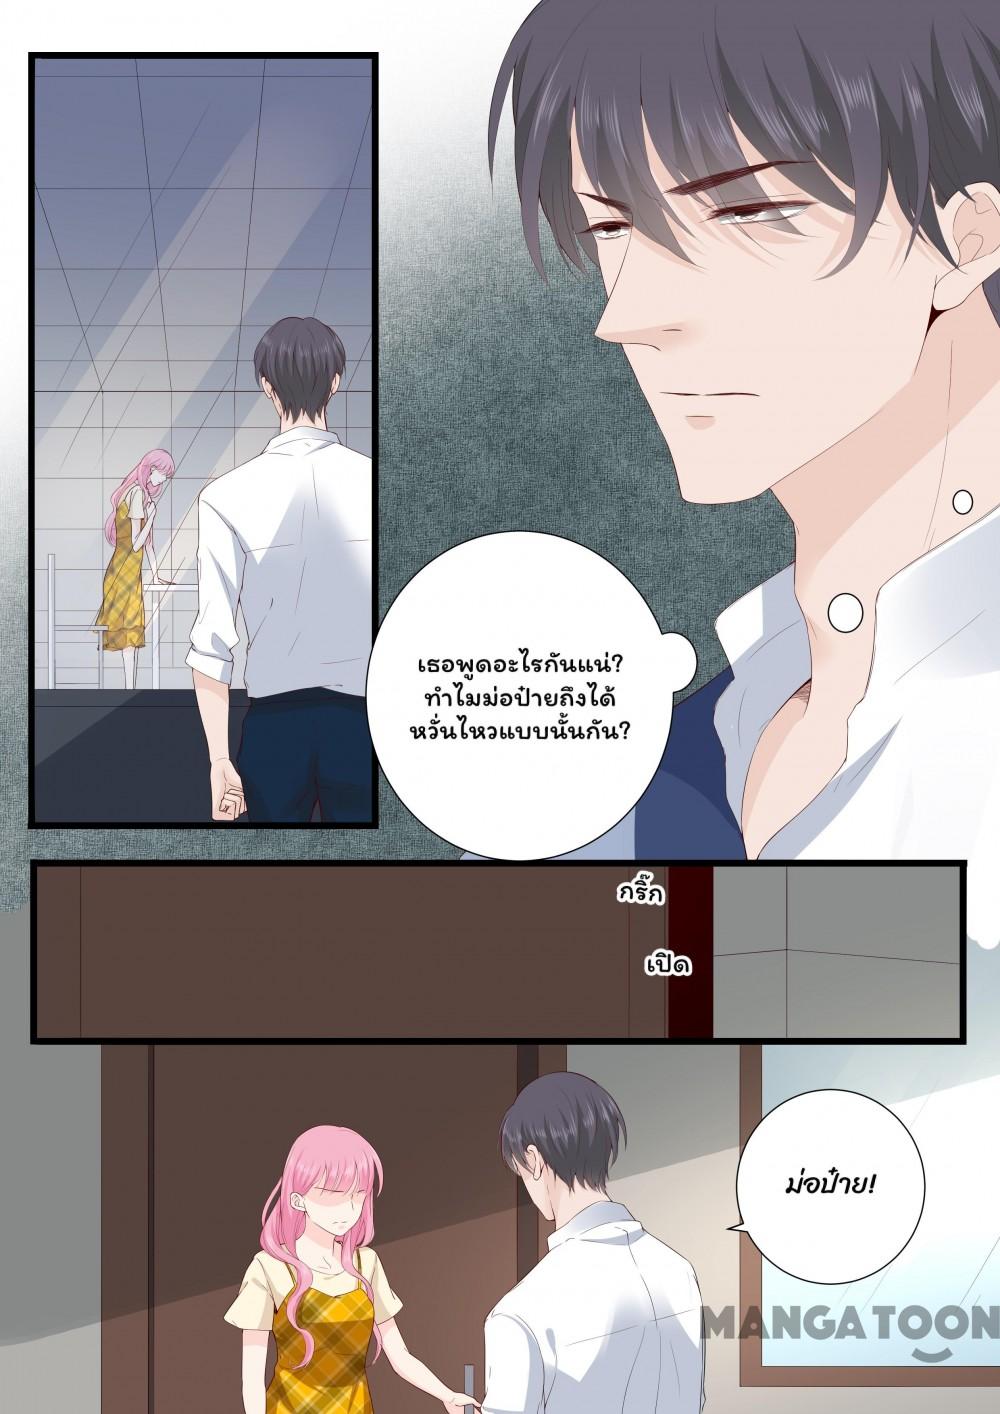 เธอพูดอะไรกันแน่?
ทำไมม่อป๋ายถึงได้
หวั่นไหวแบบนั้นกัน?
กริ๊ก
เปิด
ม่อป๋าย!
MANGATOON